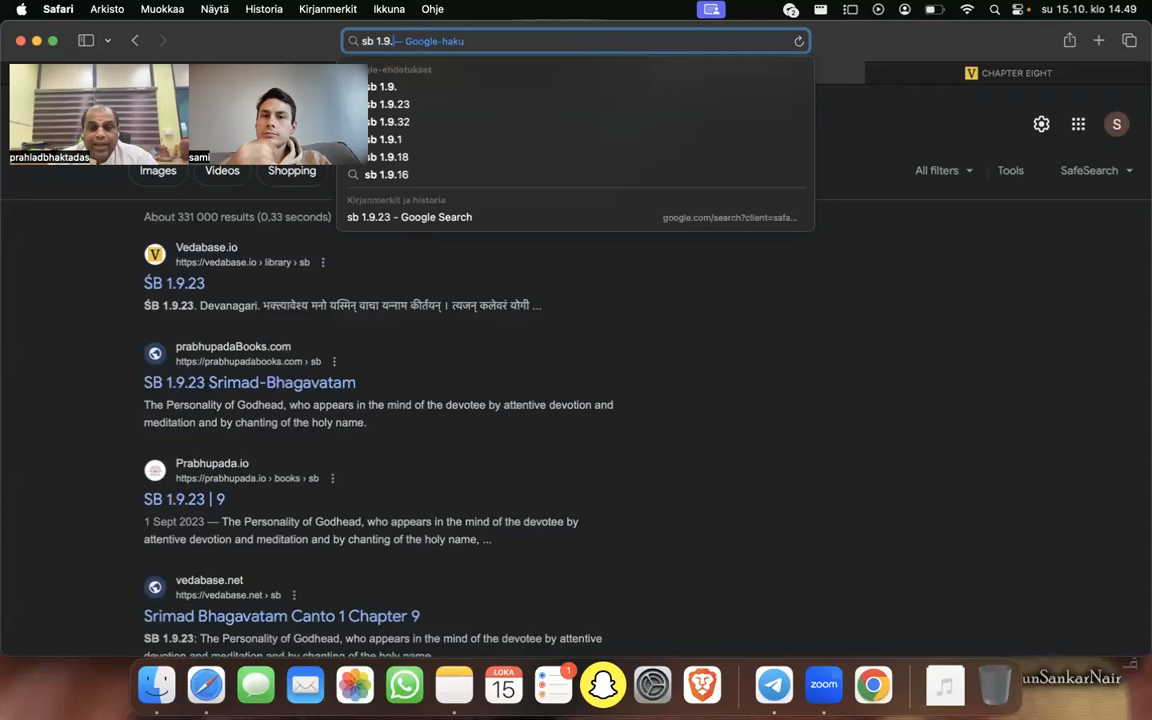 Safari Arkisto Muokkaa Näytä Historia Kirjanmerkit Ikkuna Ohje su 15.10. klo 14.49
sb 1.9. — Google-haku
gle-ehdotukset
sb 1.9.
sb 1.9.23
sb 1.9.32
sb 1.9.1
sb 1.9.18
sb 1.9.16
Kirjanmerkit ja historia
sb 1.9.23 - Google Search google.com/search?client=safa...
CHAPTER EIGHT
prahladbhaktadas
sami
S
Images Videos Shopping All filters Tools SafeSearch
About 331 000 results (0,33 seconds)
Vedabase.io
https://vedabase.io › library › sb
ŚB 1.9.23
ŚB 1.9.23. Devanagari. भक्त्यावेश्य मनो यस्मिन् वाचा यन्नाम कीर्तयन् । त्यजन् कलेवरं योगी ...
prabhupadaBooks.com
https://prabhupadabooks.com › sb
SB 1.9.23 Srimad-Bhagavatam
The Personality of Godhead, who appears in the mind of the devotee by attentive devotion and
meditation and by chanting of the holy name.
Prabhupada.io
https://prabhupada.io › books › sb
SB 1.9.23 | 9
1 Sept 2023 — The Personality of Godhead, who appears in the mind of the devotee by
attentive devotion and meditation and by chanting of the holy name, ...
vedabase.net
https://vedabase.net › sb
Srimad Bhagavatam Canto 1 Chapter 9
SB 1.9.23: The Personality of Godhead, who appears in the mind of the devotee by attentive
LOKA
15
1
zoom
unSankarNair